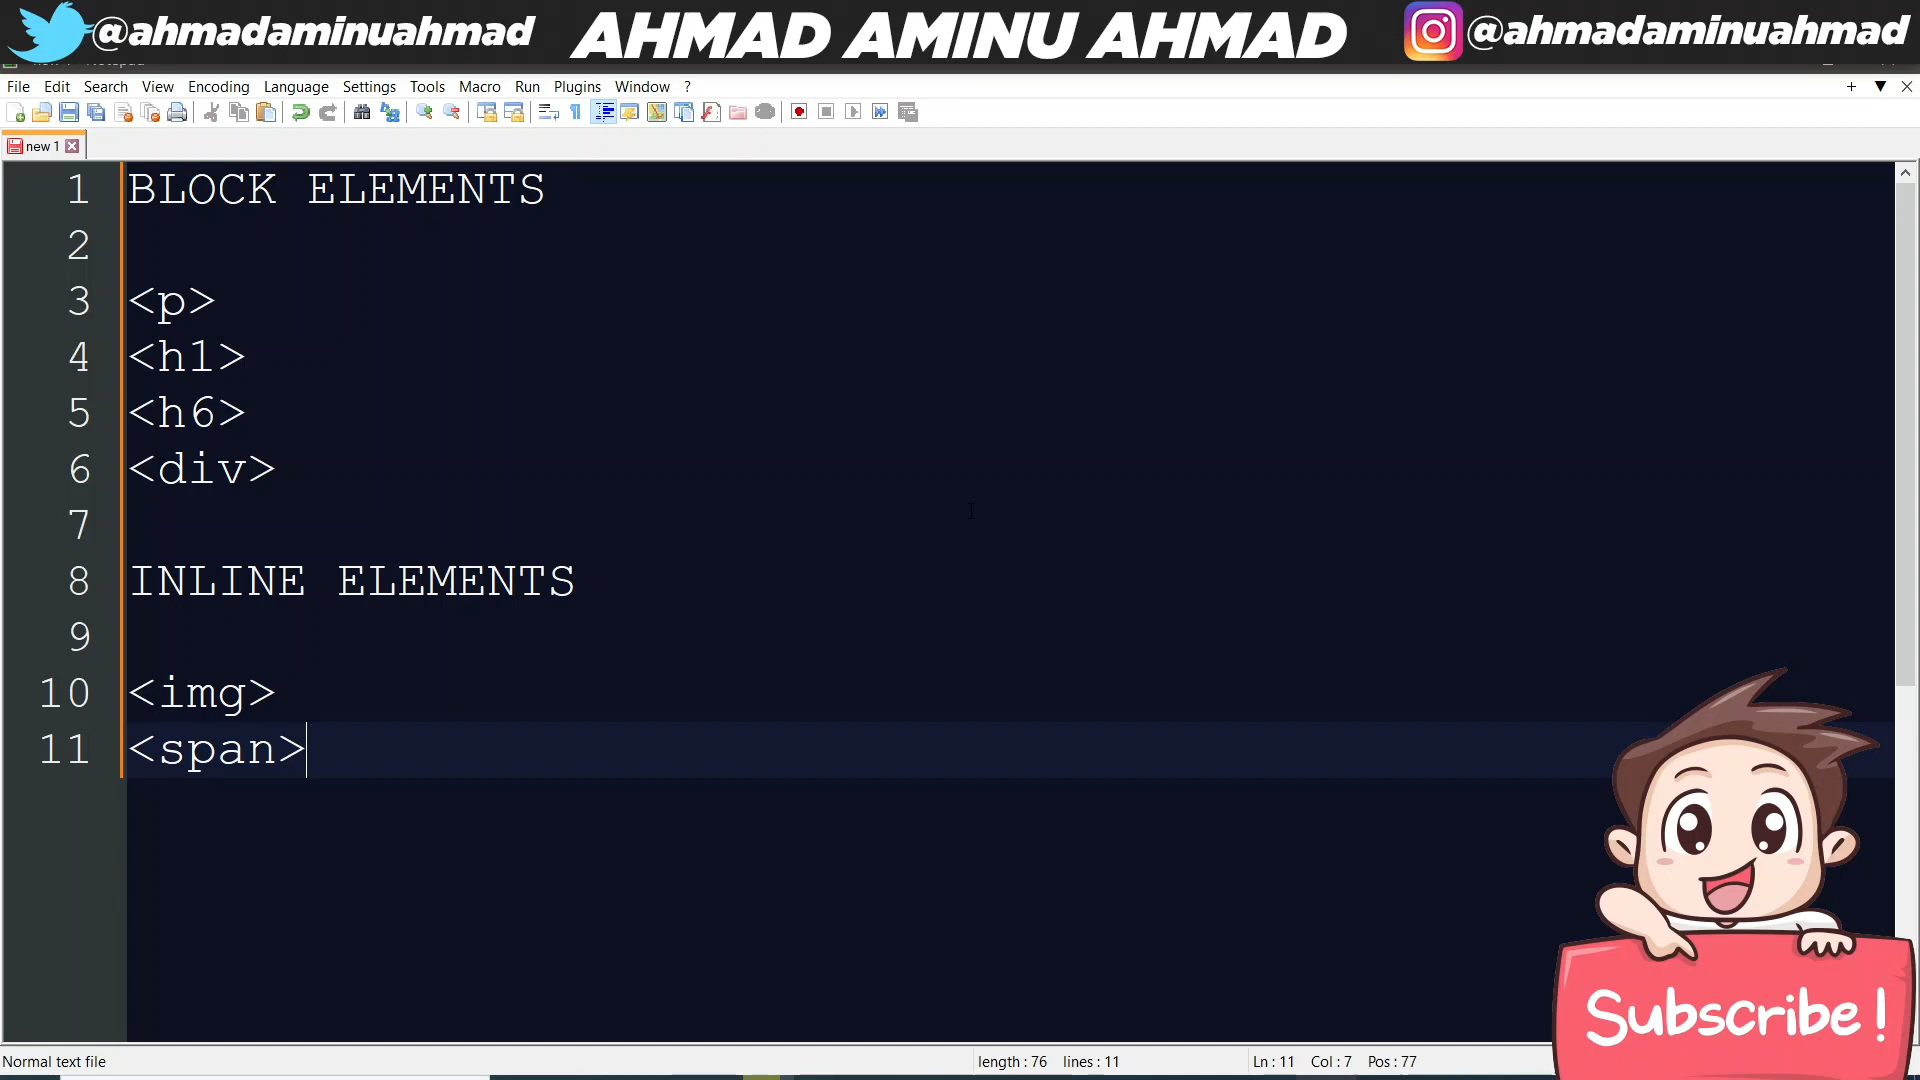 @ahmadaminuahmad AHMAD AMINU AHMAD @ahmadaminuahmad
File Edit Search View Encoding Language Settings Tools Macro Run Plugins Window ?
new 1
1 BLOCK ELEMENTS
2
3 <p>
4 <h1>
5 <h6>
6 <div>
7
8 INLINE ELEMENTS
9
10 <img>
11 <span>
Subscribe!
Normal text file length : 76 lines : 11 Ln : 11 Col : 7 Pos : 77